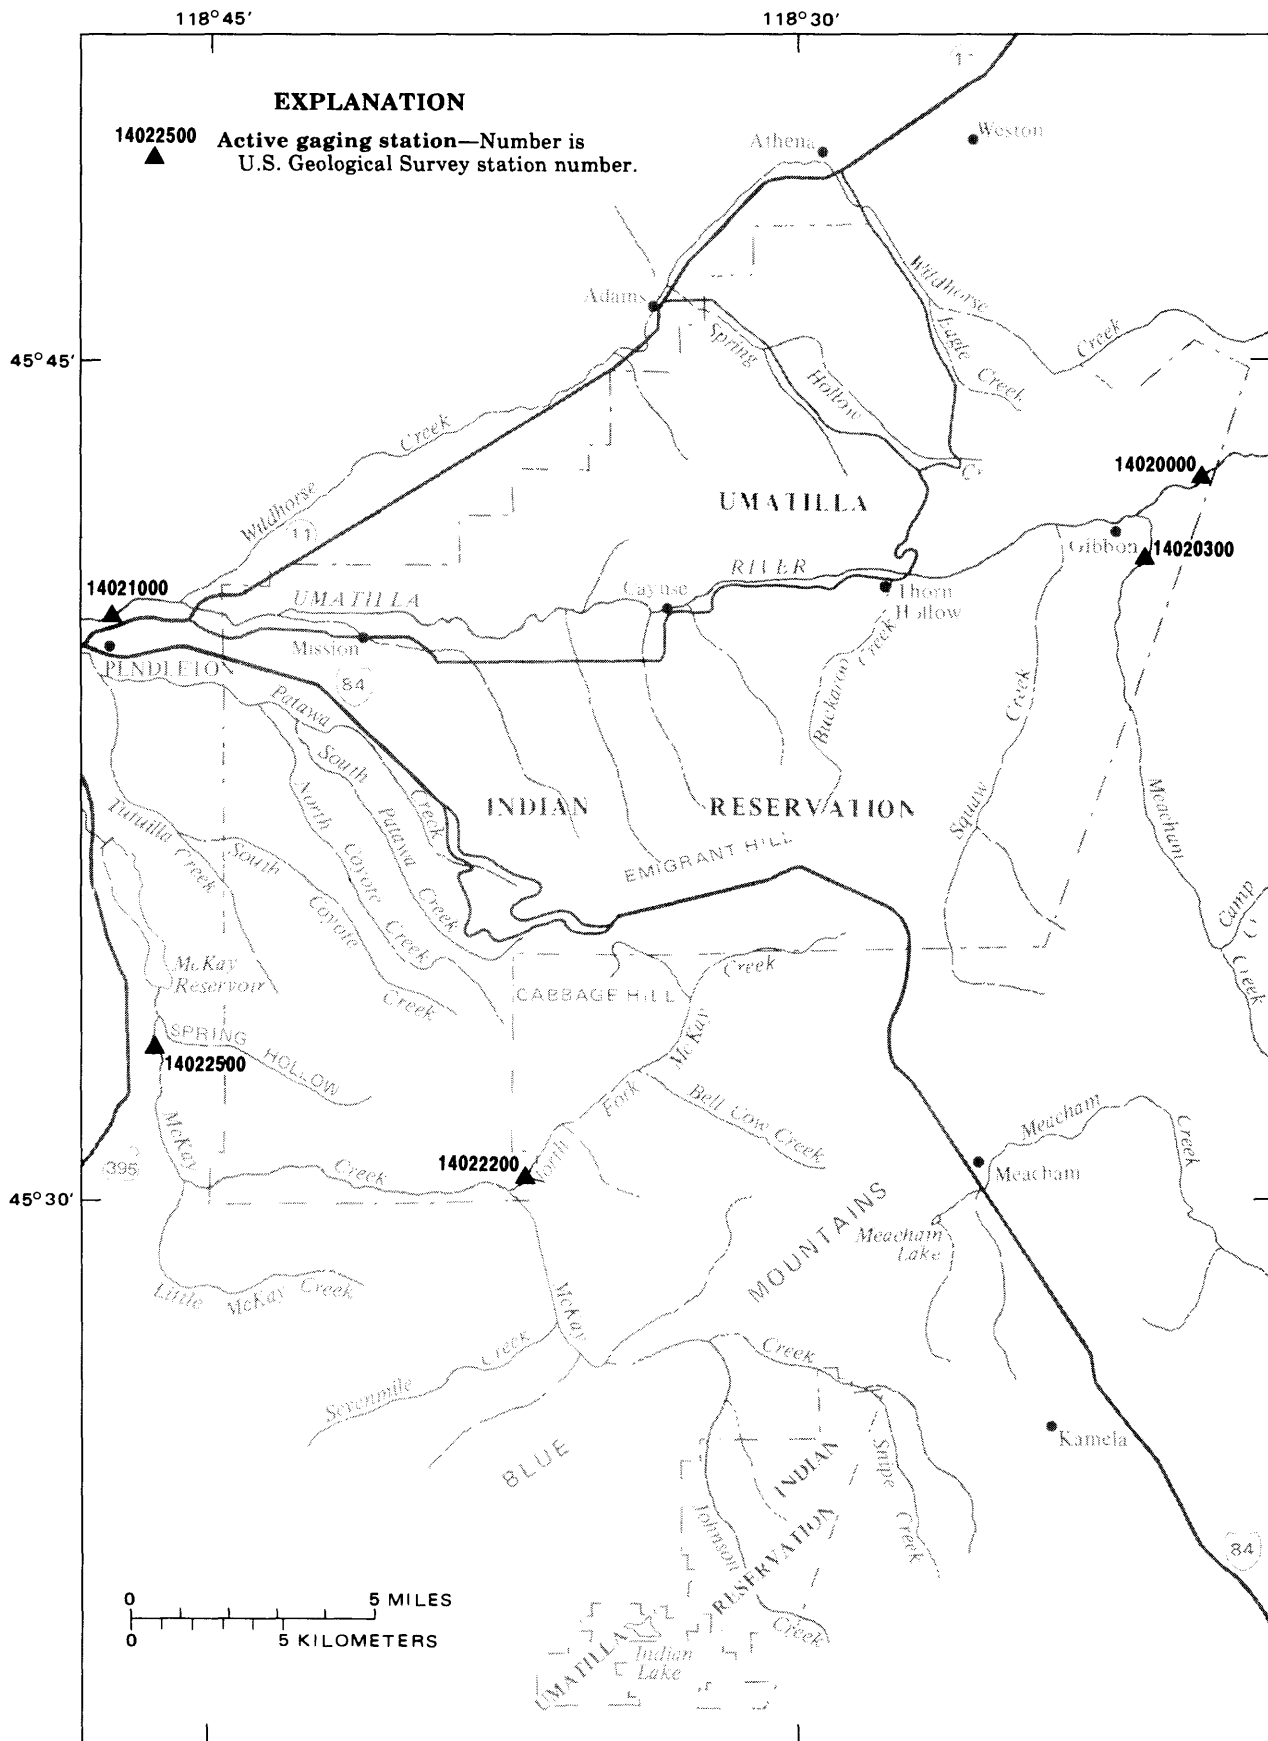 118°45'
118°30'
EXPLANATION
14022500
Active gaging station—Number is
U.S. Geological Survey station number.
Athena
Weston
Adams
Wildhorse
Creek
Eagle Creek
Spring
Hollow
45°45'
Wildhorse
Creek
11
UMATILLA
14020000
Gibbon
14020300
RIVER
Cayuse
Thorn
Hollow
14021000
UMATILLA
Mission
PENDLETON
84
Patawa
Creek
South
Patawa
Creek
North
Coyote
Creek
Buckaroo
Creek
Squaw
Creek
Meacham
Creek
Camp
INDIAN
RESERVATION
EMIGRANT HILL
Tutuilla
Creek
South
Coyote
Creek
McKay
Reservoir
CABBAGE HILL
SPRING
HOLLOW
14022500
North
Fork
McKay
Creek
Bell Cow Creek
McKay
Creek
395
14022200
45°30'
Meacham
Creek
Meacham
Meacham
Lake
Little
McKay
Creek
McKay
Creek
Sevenmile
Creek
BLUE
MOUNTAINS
Kamela
Snipe
Creek
Johnson
Creek
84
UMATILLA
INDIAN
RESERVATION
Indian
Lake
0
5 MILES
0
5 KILOMETERS